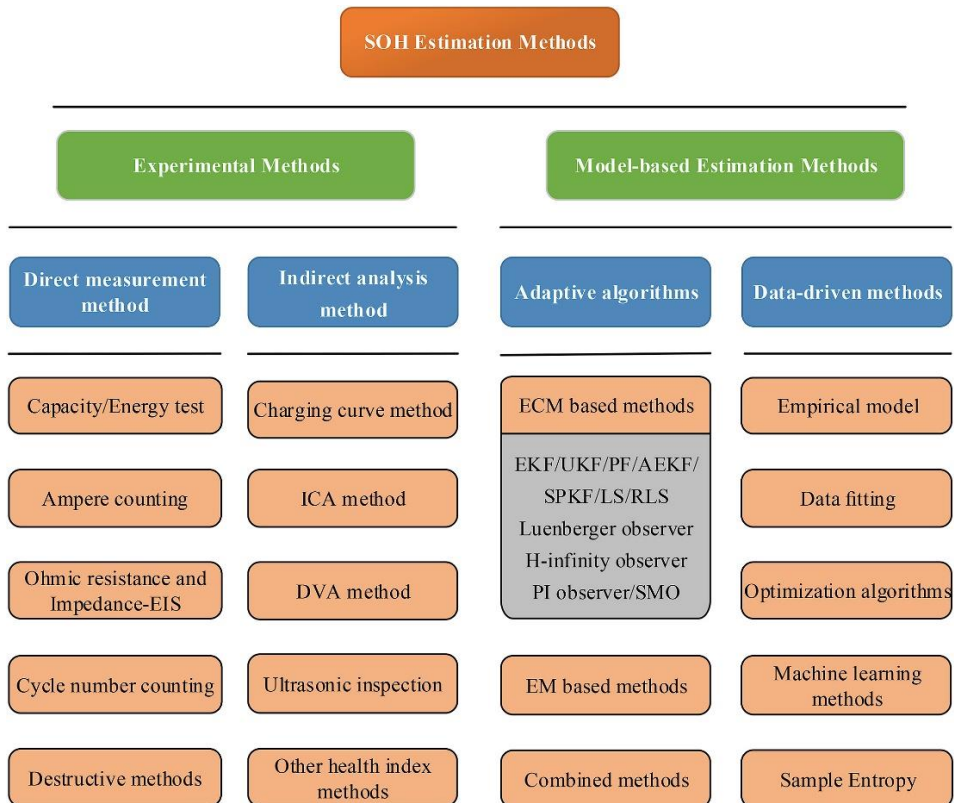 SOH Estimation Methods
Experimental Methods
Model-based Estimation Methods
Direct measurement
method
Indirect analysis
method
Adaptive algorithms
Data-driven methods
Capacity/Energy test
Ampere counting
Ohmic resistance and
Impedance-EIS
Cycle number counting
Destructive methods
Charging curve method
ICA method
DVA method
Ultrasonic inspection
Other health index
methods
ECM based methods
EKF/UKF/PF/AEKF/
SPKF/LS/RLS
Luenberger observer
H-infinity observer
PI observer/SMO
EM based methods
Combined methods
Empirical model
Data fitting
Optimization algorithms
Machine learning
methods
Sample Entropy